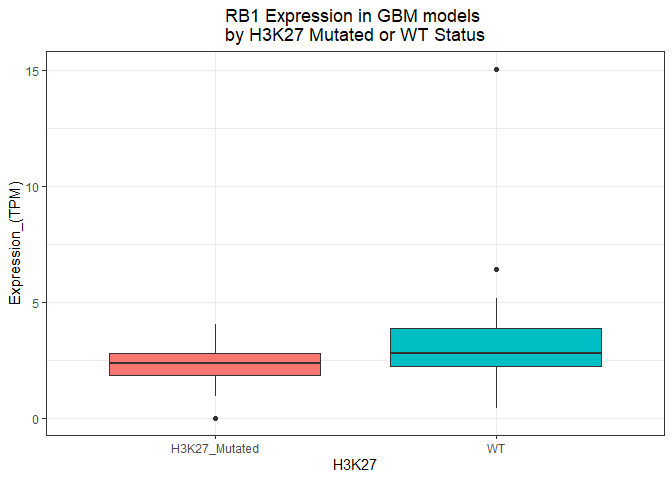 RB1 Expression in GBM models
by H3K27 Mutated or WT Status
15
10
5
0
Expression_(TPM)
H3K27_Mutated
WT
H3K27